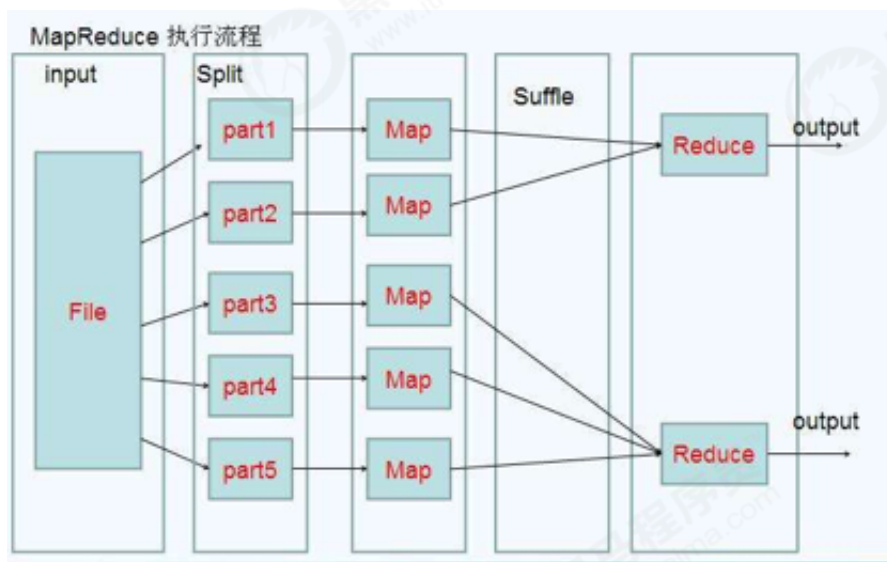 MapReduce 执行流程
input
Split
Suffle
File
part1
part2
part3
part4
part5
Map
Map
Map
Map
Map
Reduce
output
Reduce
output